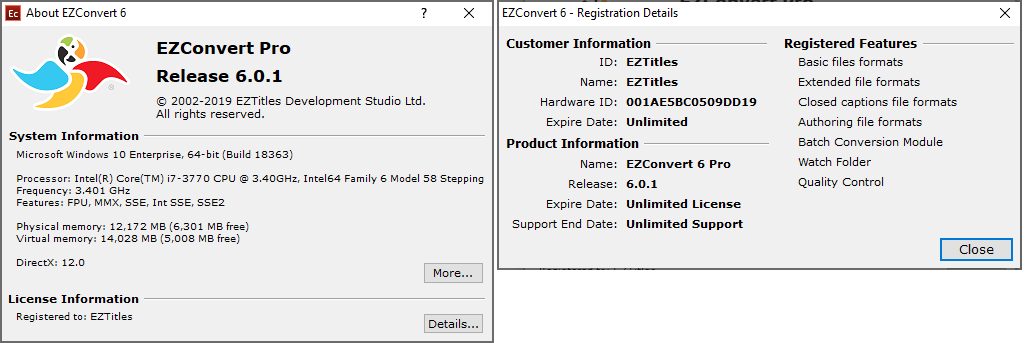 Ec About EZConvert 6 ?
EZConvert Pro
Release 6.0.1
®
© 2002-2019 EZTitles Development Studio Ltd.
All rights reserved.
System Information
Microsoft Windows 10 Enterprise, 64-bit (Build 18363)
Processor: Intel(R) Core(TM) i7-3770 CPU @ 3.40GHz, Intel64 Family 6 Model 58 Stepping
Frequency: 3.401 GHz
Features: FPU, MMX, SSE, Int SSE, SSE2
Physical memory: 12,172 MB (6,301 MB free)
Virtual memory: 14,028 MB (5,008 MB free)
DirectX: 12.0
More...
License Information
Registered to: EZTitles
Details...
EZConvert 6 - Registration Details
Customer Information
ID: EZTitles
Name: EZTitles
Hardware ID: 001AE5BC0509DD19
Expire Date: Unlimited
Product Information
Name: EZConvert 6 Pro
Release: 6.0.1
Expire Date: Unlimited License
Support End Date: Unlimited Support
Registered Features
Basic files formats
Extended file formats
Closed captions file formats
Authoring file formats
Batch Conversion Module
Watch Folder
Quality Control
Close